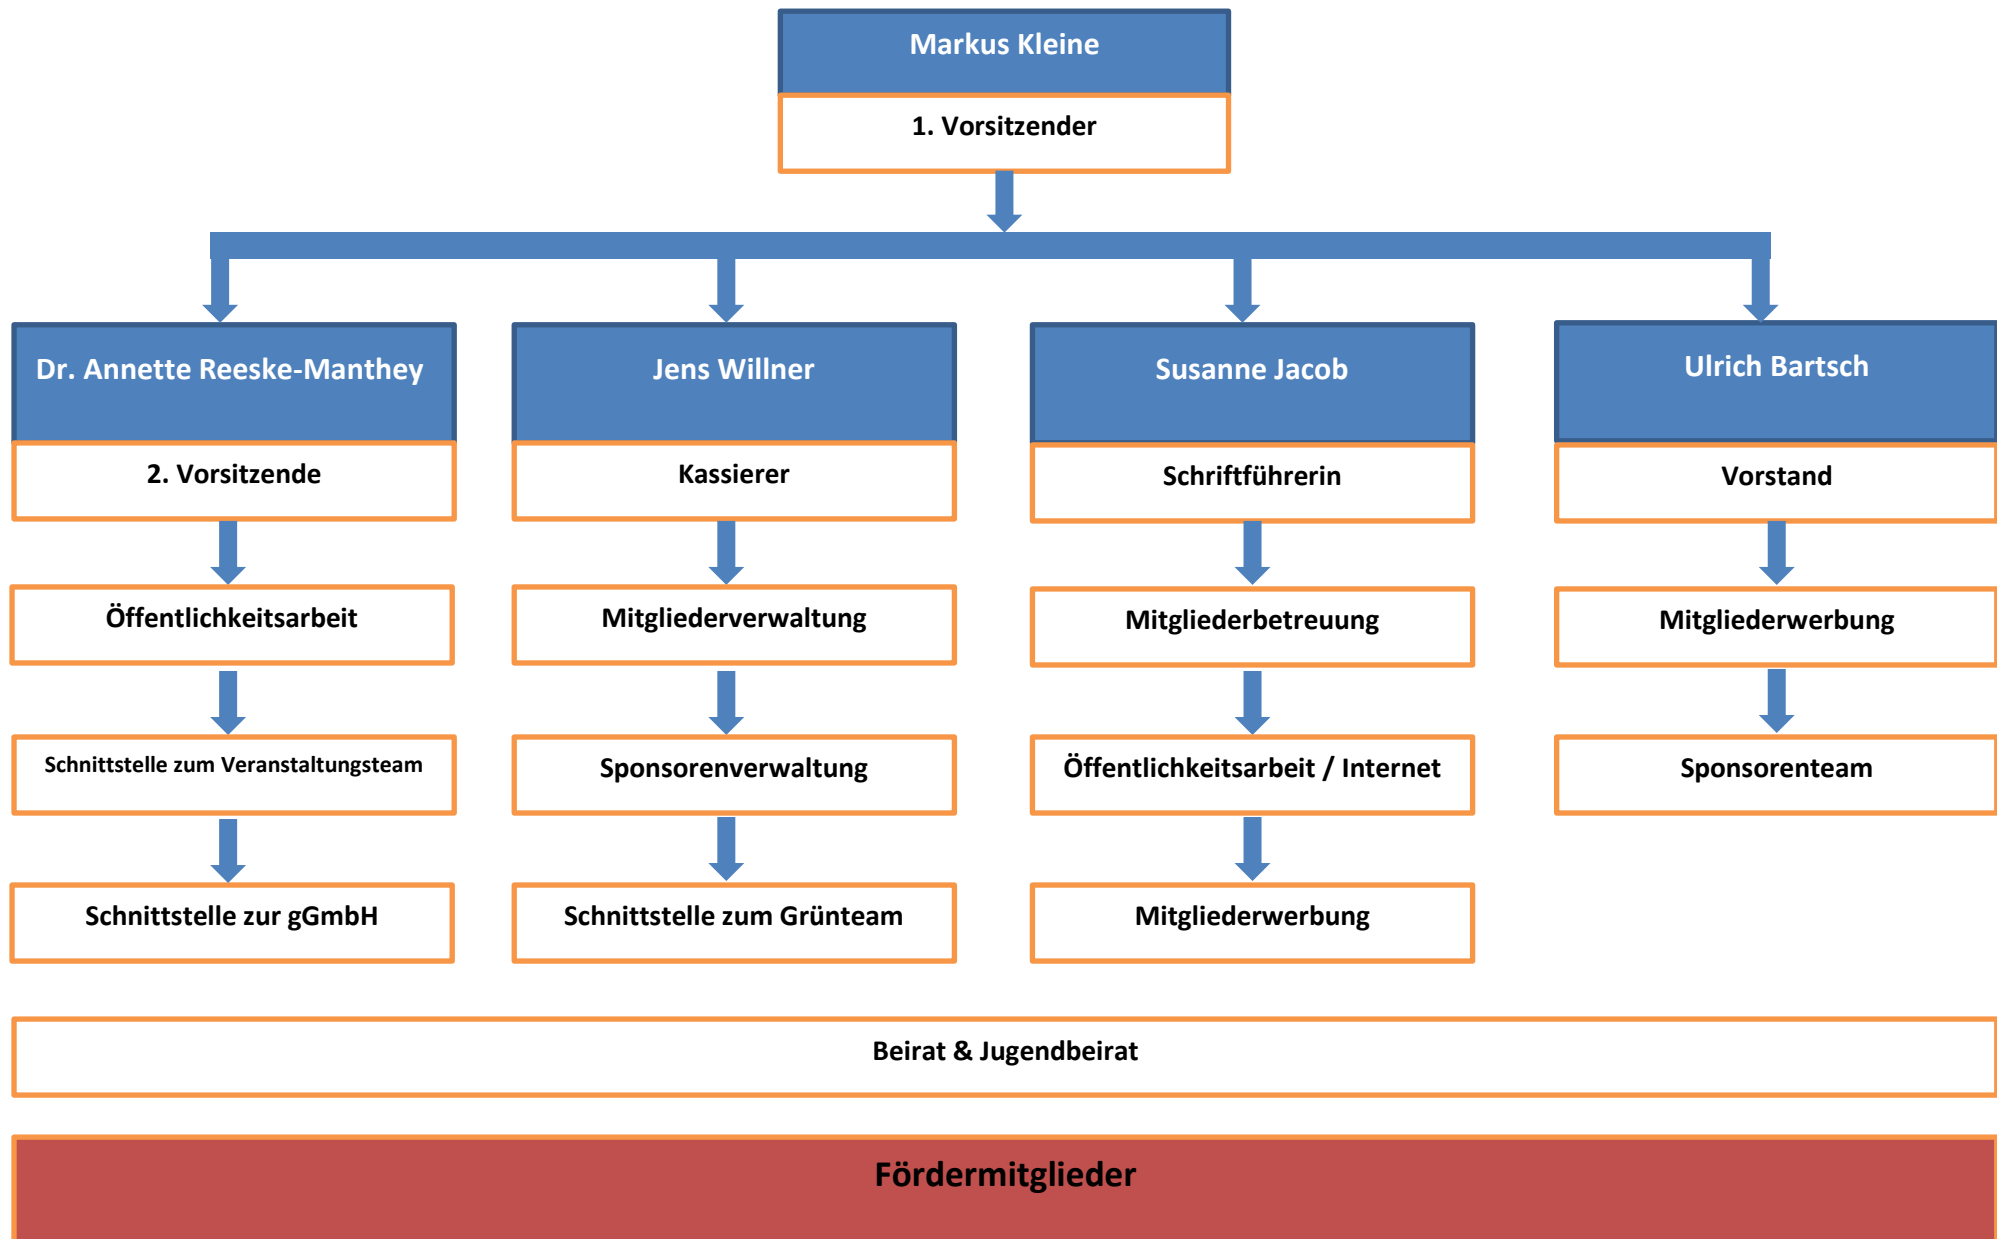 Markus Kleine
1. Vorsitzender
Dr. Annette Reeske-Manthey
Jens Willner
Susanne Jacob
Ulrich Bartsch
2. Vorsitzende
Kassierer
Schriftführerin
Vorstand
Öffentlichkeitsarbeit
Mitgliederverwaltung
Mitgliederbetreuung
Mitgliederwerbung
Schnittstelle zum Veranstaltungsteam
Sponsorenverwaltung
Öffentlichkeitsarbeit / Internet
Sponsorenteam
Schnittstelle zur gGmbH
Schnittstelle zum Grünteam
Mitgliederwerbung
Beirat & Jugendbeirat
Fördermitglieder